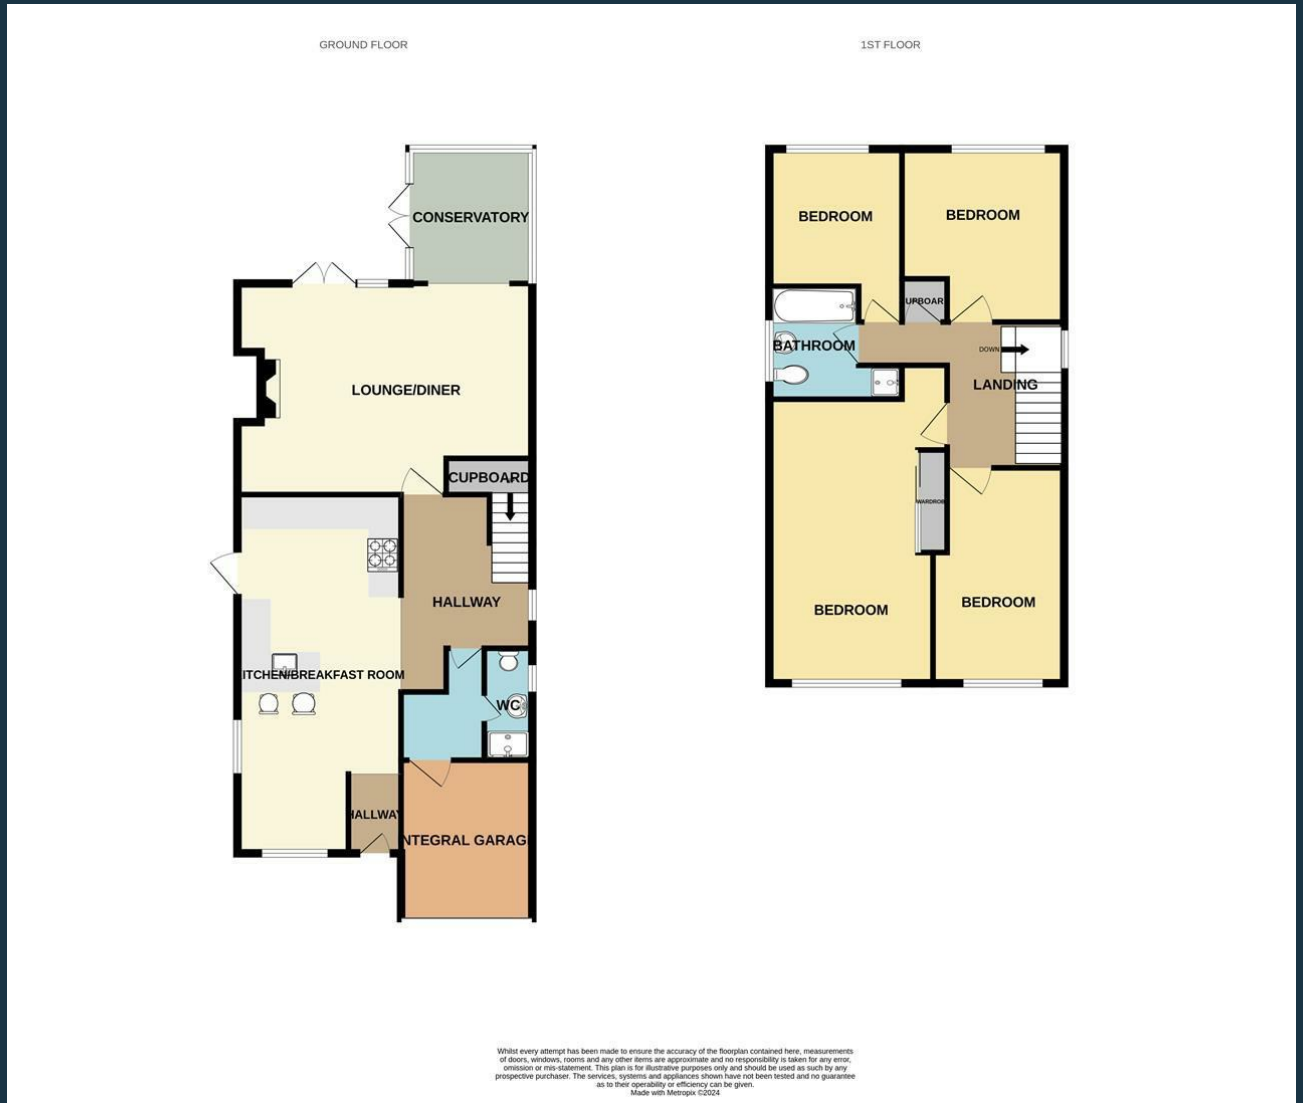 GROUND FLOOR
1ST FLOOR
CONSERVATORY
LOUNGE/DINER
CUPBOARD
HALLWAY
ITCHEN/BREAKFAST ROOM
WC
HALLWAY
NTEGRAL GARAG
BEDROOM
BEDROOM
UPBOAR
BATHROOM
DOWN
LANDING
WARDROB
BEDROOM
BEDROOM
Whilst every attempt has been made to ensure the accuracy of the floorplan contained here, measurements
of doors, windows, rooms and any other items are approximate and no responsibility is taken for any error,
omission or mis-statement. This plan is for illustrative purposes only and should be used as such by any
prospective purchaser. The services, systems and appliances shown have not been tested and no guarantee
as to their operability or efficiency can be given.
Made with Metropix ©2024